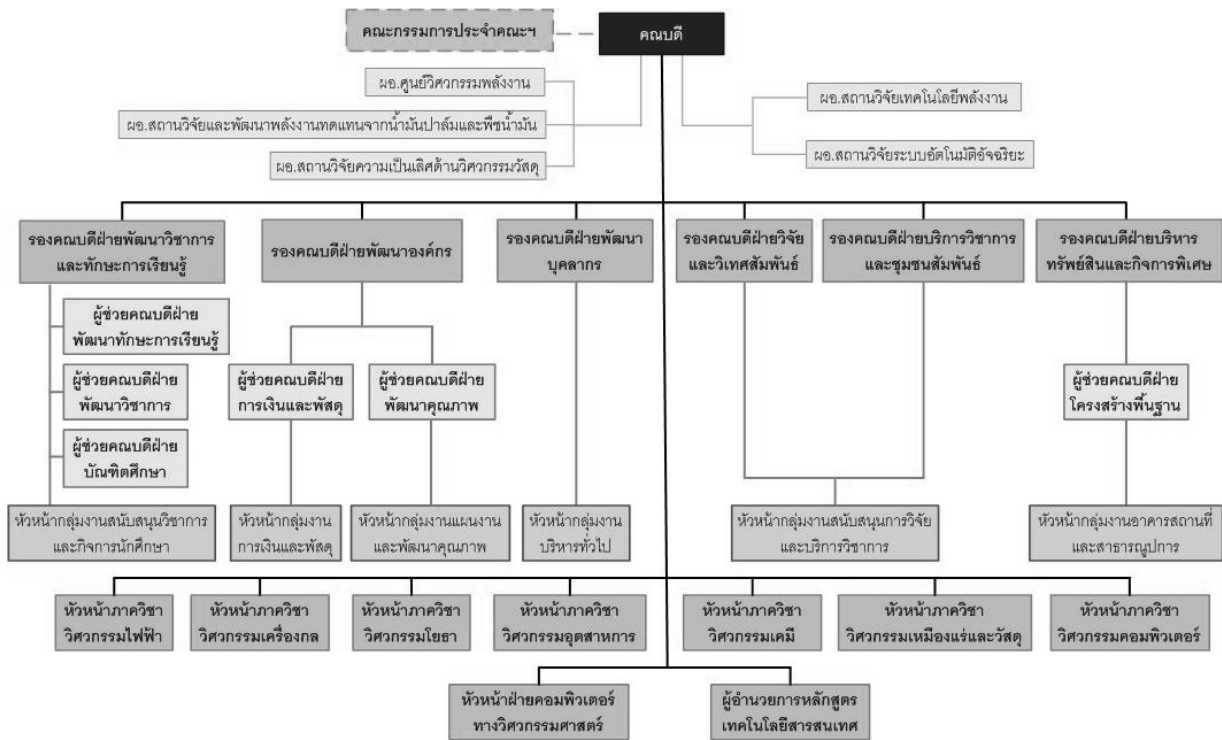 คณะกรรมการประจำคณะฯ
คณบดี
ผอ.ศูนย์วิศวกรรมพลังงาน
ผอ.สถานวิจัยเทคโนโลยีพลังงาน
ผอ.สถานวิจัยและพัฒนาพลังงานทดแทนจากน้ำมันปาล์มและพืชน้ำมัน
ผอ.สถานวิจัยระบบอัตโนมัติอัจฉริยะ
ผอ.สถานวิจัยความเป็นเลิศด้านวิศวกรรมวัสดุ
รองคณบดีฝ่ายพัฒนาวิชาการ
และทักษะการเรียนรู้
รองคณบดีฝ่ายพัฒนาองค์กร
รองคณบดีฝ่ายพัฒนา
บุคลากร
รองคณบดีฝ่ายวิจัย
และวิเทศสัมพันธ์
รองคณบดีฝ่ายบริการวิชาการ
และชุมชนสัมพันธ์
รองคณบดีฝ่ายบริหาร
ทรัพย์สินและกิจการพิเศษ
ผู้ช่วยคณบดีฝ่าย
พัฒนาทักษะการเรียนรู้
ผู้ช่วยคณบดีฝ่าย
พัฒนาวิชาการ
ผู้ช่วยคณบดีฝ่าย
การเงินและพัสดุ
ผู้ช่วยคณบดีฝ่าย
พัฒนาคุณภาพ
ผู้ช่วยคณบดีฝ่าย
โครงสร้างพื้นฐาน
ผู้ช่วยคณบดีฝ่าย
บัณฑิตศึกษา
หัวหน้ากลุ่มงานสนับสนุนวิชาการ
และกิจการนักศึกษา
หัวหน้ากลุ่มงาน
การเงินและพัสดุ
หัวหน้ากลุ่มงานแผนงาน
และพัฒนาคุณภาพ
หัวหน้ากลุ่มงาน
บริหารทั่วไป
หัวหน้ากลุ่มงานสนับสนุนการวิจัย
และบริการวิชาการ
หัวหน้ากลุ่มงานอาคารสถานที่
และสาธารณูปการ
หัวหน้าภาควิชา
วิศวกรรมไฟฟ้า
หัวหน้าภาควิชา
วิศวกรรมเครื่องกล
หัวหน้าภาควิชา
วิศวกรรมโยธา
หัวหน้าภาควิชา
วิศวกรรมอุตสาหการ
หัวหน้าภาควิชา
วิศวกรรมเคมี
หัวหน้าภาควิชา
วิศวกรรมเหมืองแร่และวัสดุ
หัวหน้าภาควิชา
วิศวกรรมคอมพิวเตอร์
หัวหน้าฝ่ายคอมพิวเตอร์
ทางวิศวกรรมศาสตร์
ผู้อำนวยการหลักสูตร
เทคโนโลยีสารสนเทศ